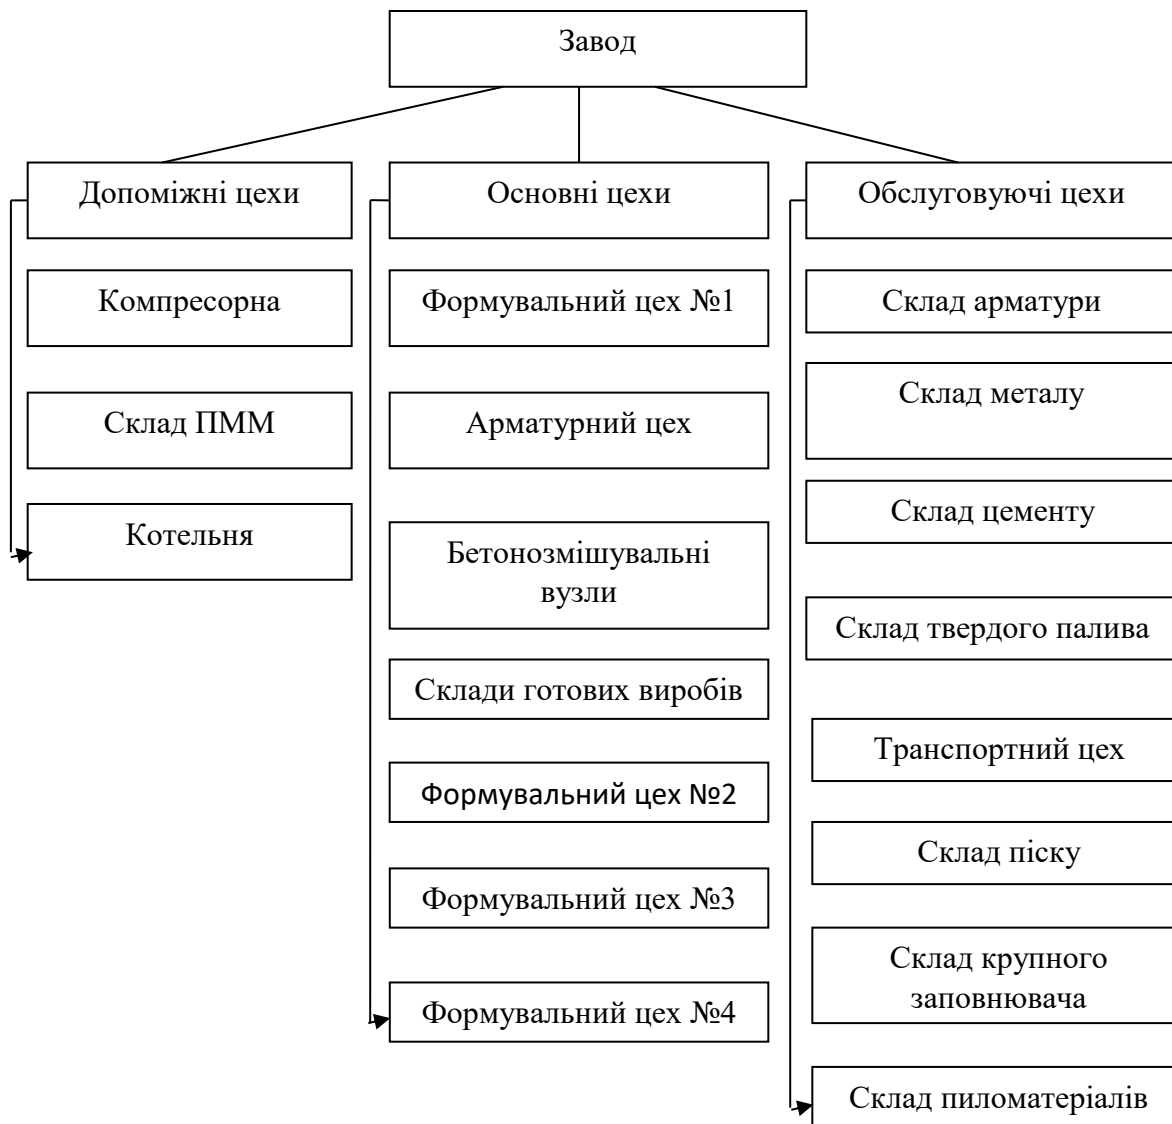 Завод
Допоміжні цехи
Компресорна
Склад ПММ
Котельня
Основні цехи
Формувальний цех №1
Арматурний цех
Бетонозмішувальні
вузли
Склади готових виробів
Формувальний цех №2
Формувальний цех №3
Формувальний цех №4
Обслуговуючі цехи
Склад арматури
Склад металу
Склад цементу
Склад твердого палива
Транспортний цех
Склад піску
Склад крупного
заповнювача
Склад пиломатеріалів